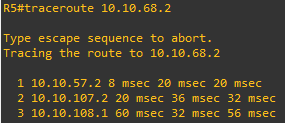 R5#traceroute 10.10.68.2
Type escape sequence to abort.
Tracing the route to 10.10.68.2
1 10.10.57.2 8 msec 20 msec 20 msec
2 10.10.107.2 20 msec 36 msec 32 msec
3 10.10.108.1 60 msec 32 msec 56 msec